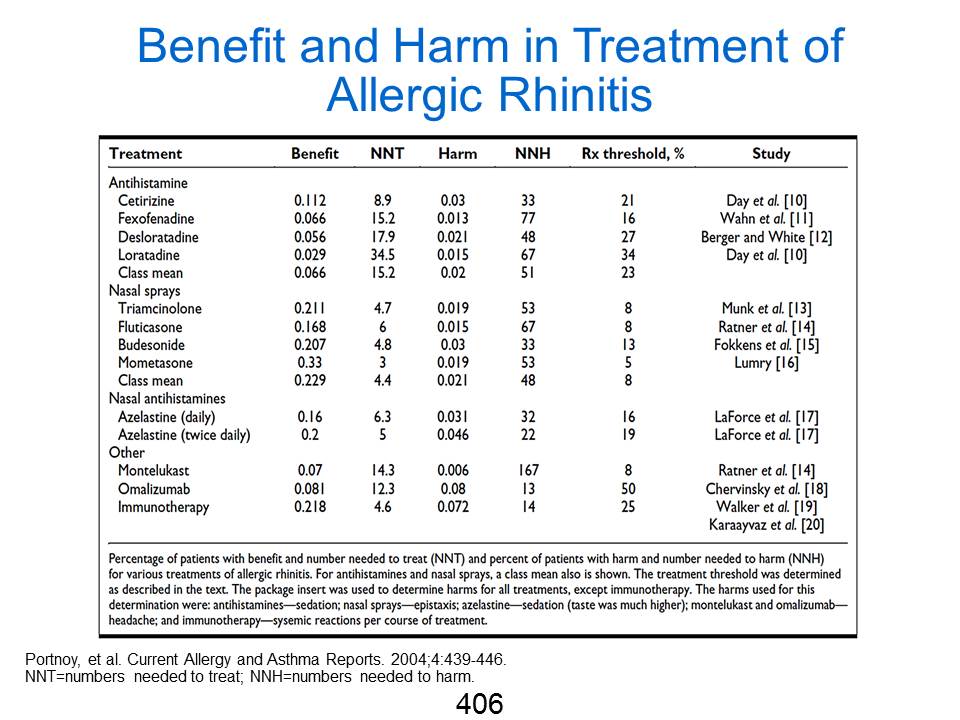 Benefit and Harm in Treatment of
Allergic Rhinitis
Treatment Benefit NNT Harm NNH Rx threshold, % Study
Antihistamine
Cetirizine 0.112 8.9 0.03 33 21 Day et al. [10]
Fexofenadine 0.066 15.2 0.013 77 16 Wahn et al. [11]
Desloratadine 0.056 17.9 0.021 48 27 Berger and White [12]
Loratadine 0.029 34.5 0.015 67 34 Day et al. [10]
Class mean 0.066 15.2 0.02 51 23
Nasal sprays
Triamcinolone 0.211 4.7 0.019 53 8 Munk et al. [13]
Fluticasone 0.168 6 0.015 67 8 Ratner et al. [14]
Budesonide 0.207 4.8 0.03 33 13 Fokkens et al. [15]
Mometasone 0.33 3 0.019 53 5 Lumry [16]
Class mean 0.229 4.4 0.021 48 8
Nasal antihistamines
Azelastine (daily) 0.16 6.3 0.031 32 16 LaForce et al. [17]
Azelastine (twice daily) 0.2 5 0.046 22 19 LaForce et al. [17]
Other
Montelukast 0.07 14.3 0.006 167 8 Ratner et al. [14]
Omalizumab 0.081 12.3 0.08 13 50 Chervinsky et al. [18]
Immunotherapy 0.218 4.6 0.072 14 25 Walker et al. [19]
Karaayvaz et al. [20]
Percentage of patients with benefit and number needed to treat (NNT) and percent of patients with harm and number needed to harm (NNH)
for various treatments of allergic rhinitis. For antihistamines and nasal sprays, a class mean also is shown. The treatment threshold was determined
as described in the text. The package insert was used to determine harms for all treatments, except immunotherapy. The harms used for this
determination were: antihistamines—sedation; nasal sprays—epistaxis; azelastine—sedation (taste was much higher); montelukast and omalizumab—
headache; and immunotherapy—sysemic reactions per course of treatment.
Portnoy, et al. Current Allergy and Asthma Reports. 2004;4:439-446.
NNT=numbers needed to treat; NNH=numbers needed to harm.
406